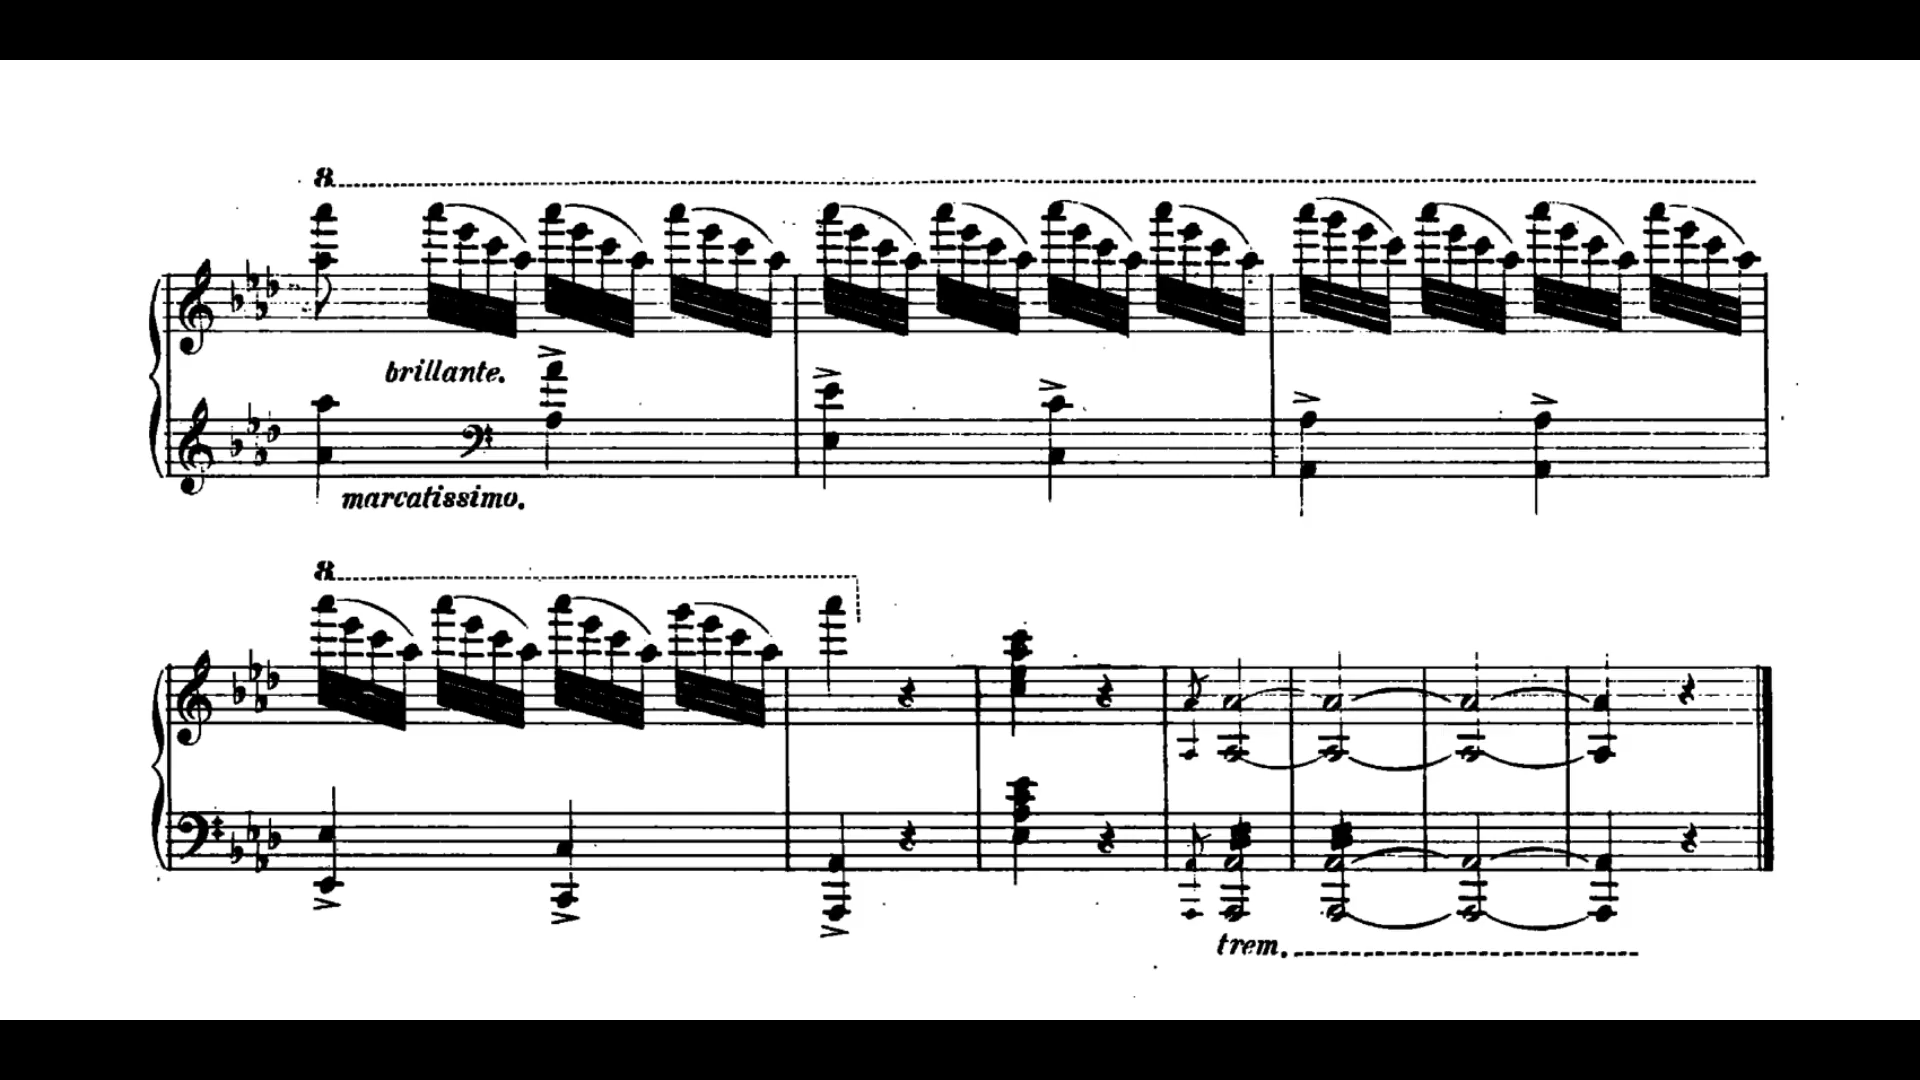 8
brillante.
marcatissimo.
8
trem.